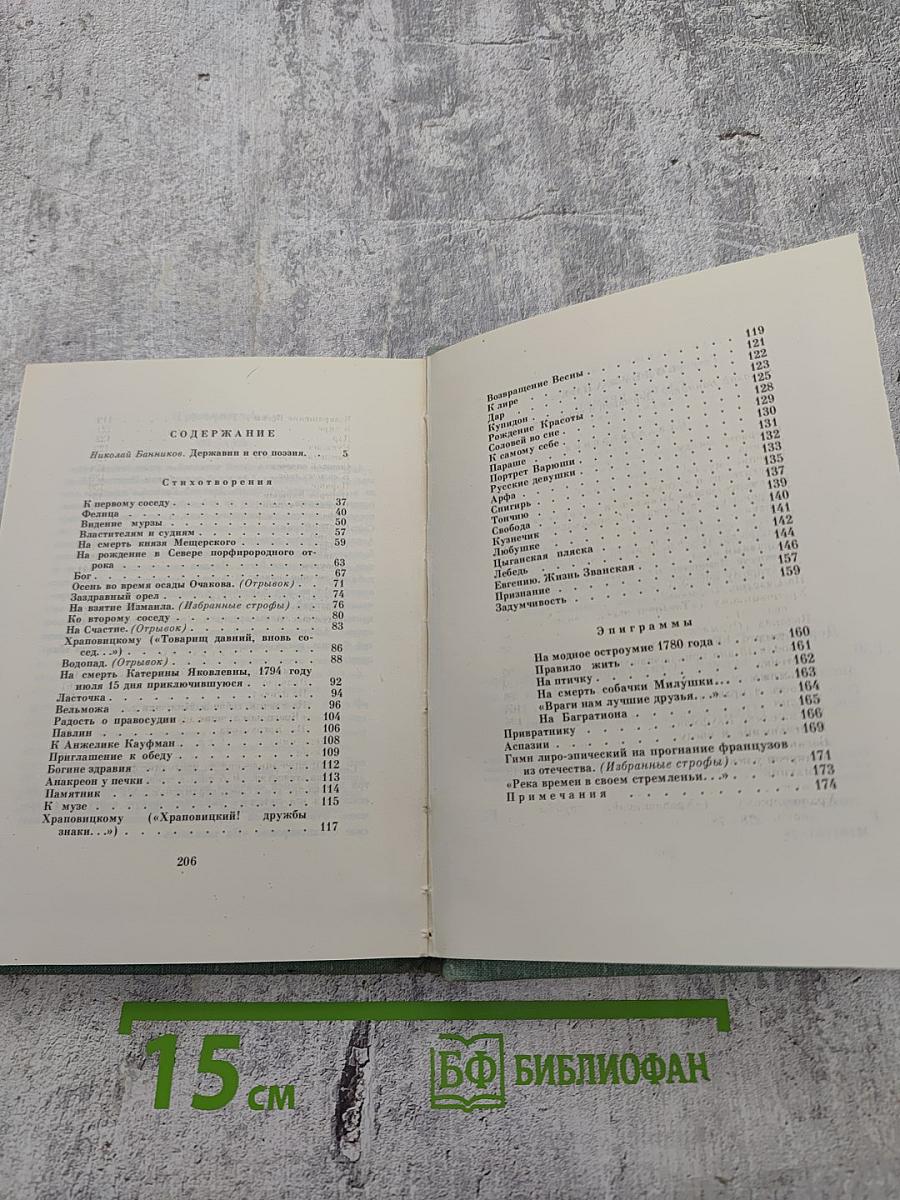 СОДЕРЖАНИЕ
Николай Банников. Державин и его поэзия. . 5
Стихотворения
К первому соседу 37
Фелица 40
Видение мурзы 50
Властителям и судиям 57
На смерть князя Мещерского 59
На рождение в Севере порфирородного от-
рока 63
Бог 67
Осень во время осады Очакова. (Отрывок) 71
Заздравный орел 74
На взятие Измаила. (Избранные строфы) 76
Ко второму соседу 80
На Счастие. (Отрывок) 83
Храповицкому («Товарищ давний, вновь со-
сед. . .») 86
Водопад. (Отрывок) 88
На смерть Катерины Яковлевны, 1794 году
июля 15 дня приключившуюся 92
Ласточка 94
Вельможа 96
Радость о правосудии 104
Павлин 106
К Анжелике Кауфман 108
Приглашение к обеду 109
Богине здравия 112
Анакреон у печки 113
Памятник 114
К музе 115
Храповицкому («Храповицкий! дружбы
знаки. . .») 117
206
Возвращение Весны 119
К лире 121
Дар 122
Купидон 123
Рождение Красоты 125
Соловей во сне 128
К самому себе 129
Параше 130
Портрет Варюши 131
Русские девушки 132
Арфа 133
Снигирь 135
Тончию 137
Свобода 139
Кузнечик 140
Любушке 141
Цыганская пляска 142
Лебедь 144
Евгению. Жизнь Званская 146
Признание 157
Задумчивость 159
Эпиграммы
На модное остроумие 1780 года 160
Правило жить 161
На птичку 162
На смерть собачки Милушки. . . 163
«Враги нам лучшие друзья. . .» 164
На Багратиона 165
Привратнику 166
Аспазии 169
Гимн лиро-эпический на прогнание французов
из отечества. (Избранные строфы) 171
«Река времен в своем стремленьи. . .» 173
Примечания 174
15 см
БФ БИБЛИОФАН